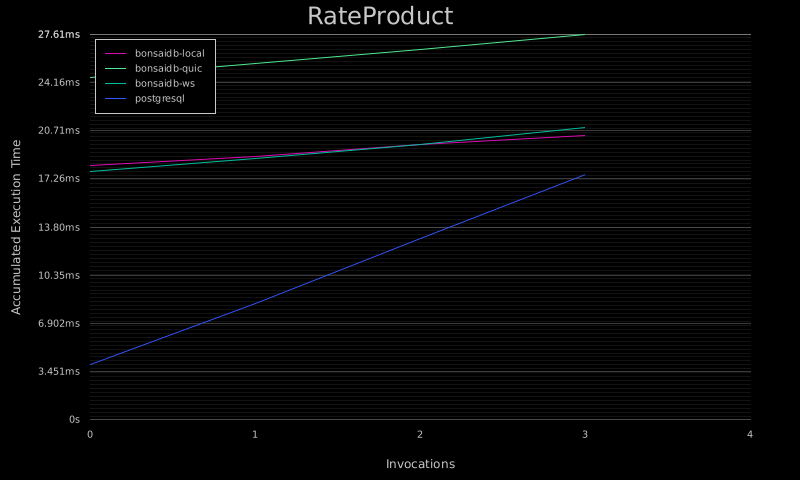 RateProduct
27.61ms
24.16ms
20.71ms
17.26ms
13.80ms
10.35ms
6.902ms
3.451ms
0s
bonsaidb-local
bonsaidb-quic
bonsaidb-ws
postgresql
Accumulated Execution Time
0 1 2 3 4
Invocations